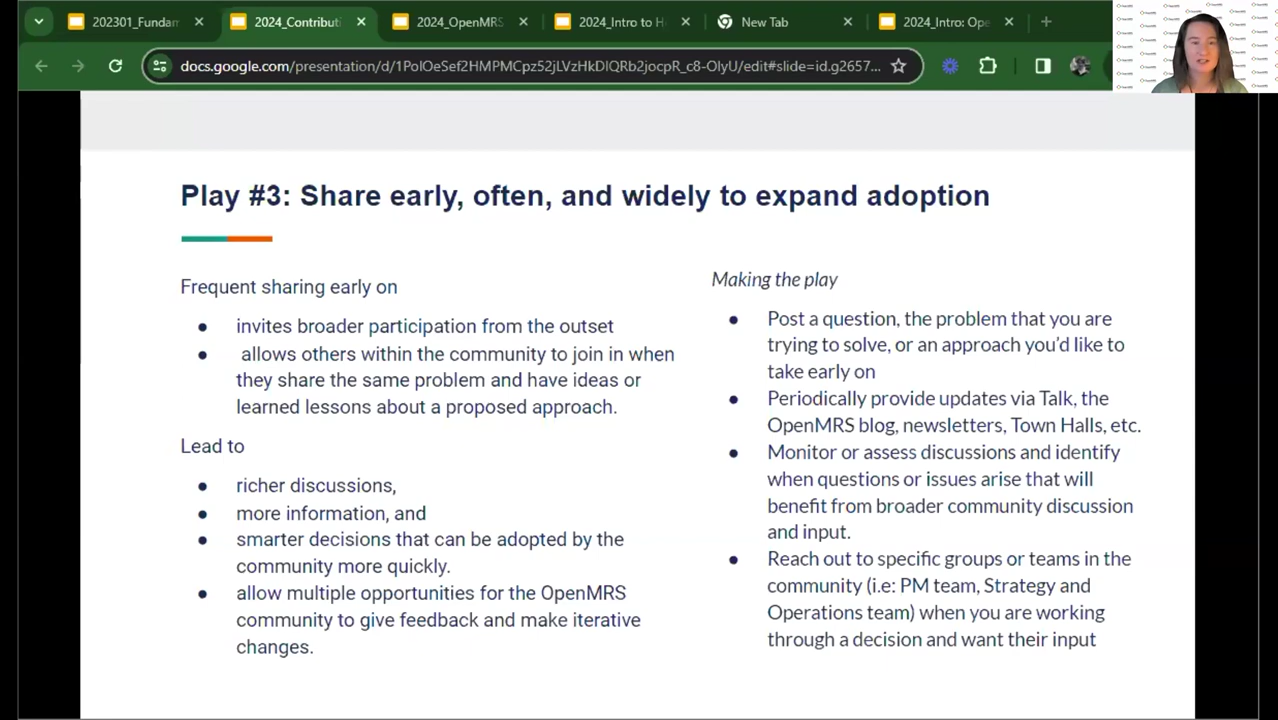 202301_Fundam
2024_Contributi
2024_OpenMRS
2024_Intro to H
New Tab
2024_Intro: Ope
docs.google.com/presentation/d/1PolOeSef2HMPMCpz52jLVzHkDlQRb2jocpR_c8-OlyU/edit#slide=id.g2657...
Play #3: Share early, often, and widely to expand adoption
Frequent sharing early on
● invites broader participation from the outset
● allows others within the community to join in when
they share the same problem and have ideas or
learned lessons about a proposed approach.
Lead to
● richer discussions,
● more information, and
● smarter decisions that can be adopted by the
community more quickly.
● allow multiple opportunities for the OpenMRS
community to give feedback and make iterative
changes.
Making the play
● Post a question, the problem that you are
trying to solve, or an approach you’d like to
take early on
● Periodically provide updates via Talk, the
OpenMRS blog, newsletters, Town Halls, etc.
● Monitor or assess discussions and identify
when questions or issues arise that will
benefit from broader community discussion
and input.
● Reach out to specific groups or teams in the
community (i.e: PM team, Strategy and
Operations team) when you are working
through a decision and want their input